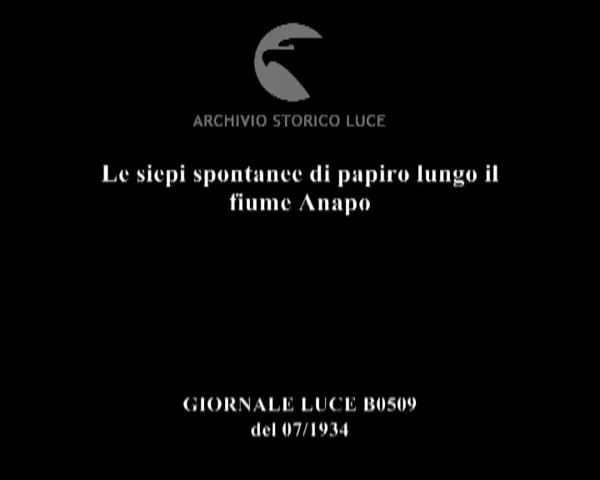 ARCHIVIO STORICO LUCE
Le siepi spontanee di papiro lungo il
fiume Anapo
GIORNALE LUCE B0509
del 07/1934